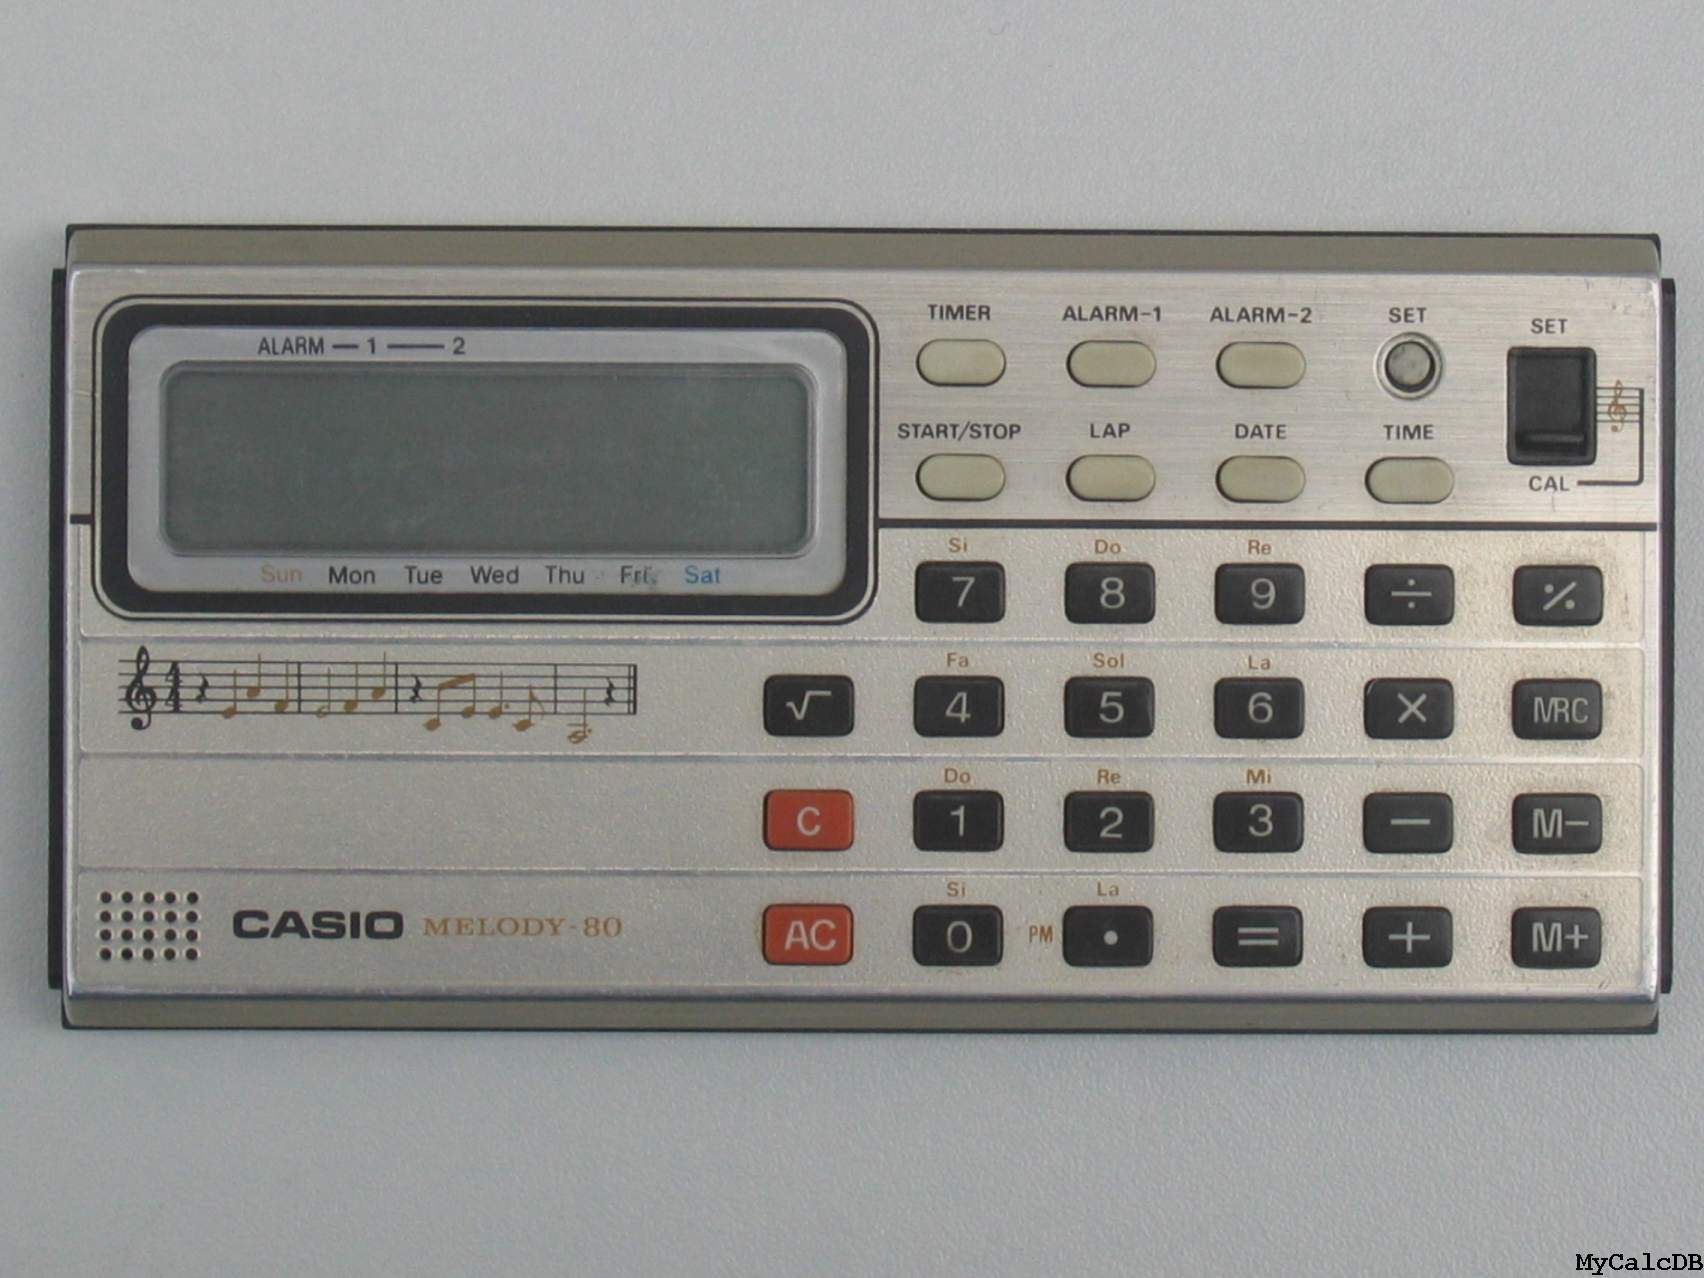 TIMER ALARM-1 ALARM-2 SET SET
ALARM 1 2
START/STOP LAP DATE TIME
CAL
Sun Mon Tue Wed Thu Fri Sat
Si Do Re
7 8 9 ÷ %
Fa Sol La
√ 4 5 6 × MRC
Do Re Mi
C 1 2 3 − M−
Si La
CASIO MELODY-80 AC 0 PM · = + M+
MyCalcDB